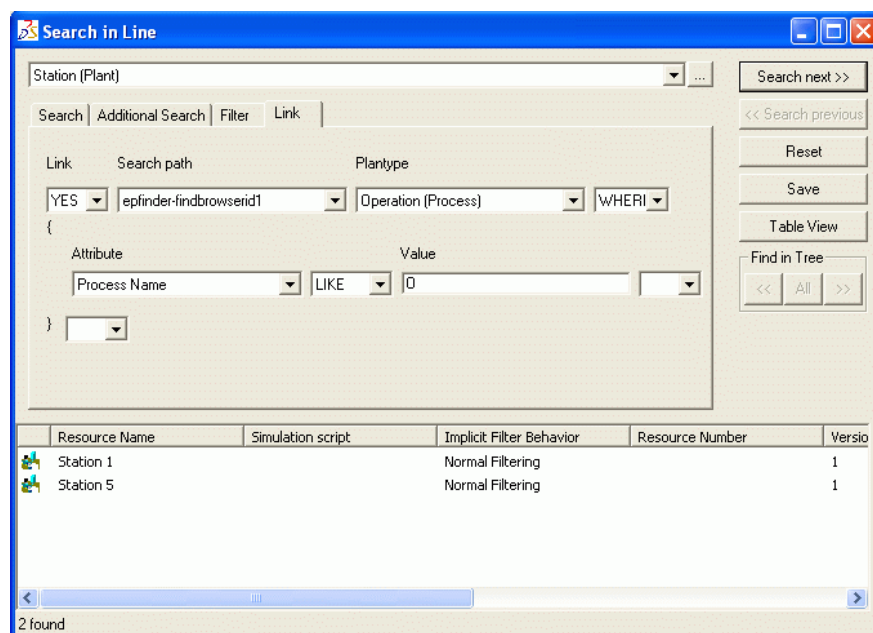 Search in Line
Station (Plant)
...
Search next >>
Search Additional Search Filter Link
<< Search previous
Reset
Link Search path Plantype
Save
YES epfinder-findbrowserid1 Operation (Process) WHERI
{
Table View
Attribute Value
Find in Tree
Process Name LIKE O
<< All >>
}
Resource Name Simulation script Implicit Filter Behavior Resource Number Versio
Station 1 Normal Filtering 1
Station 5 Normal Filtering 1
2 found